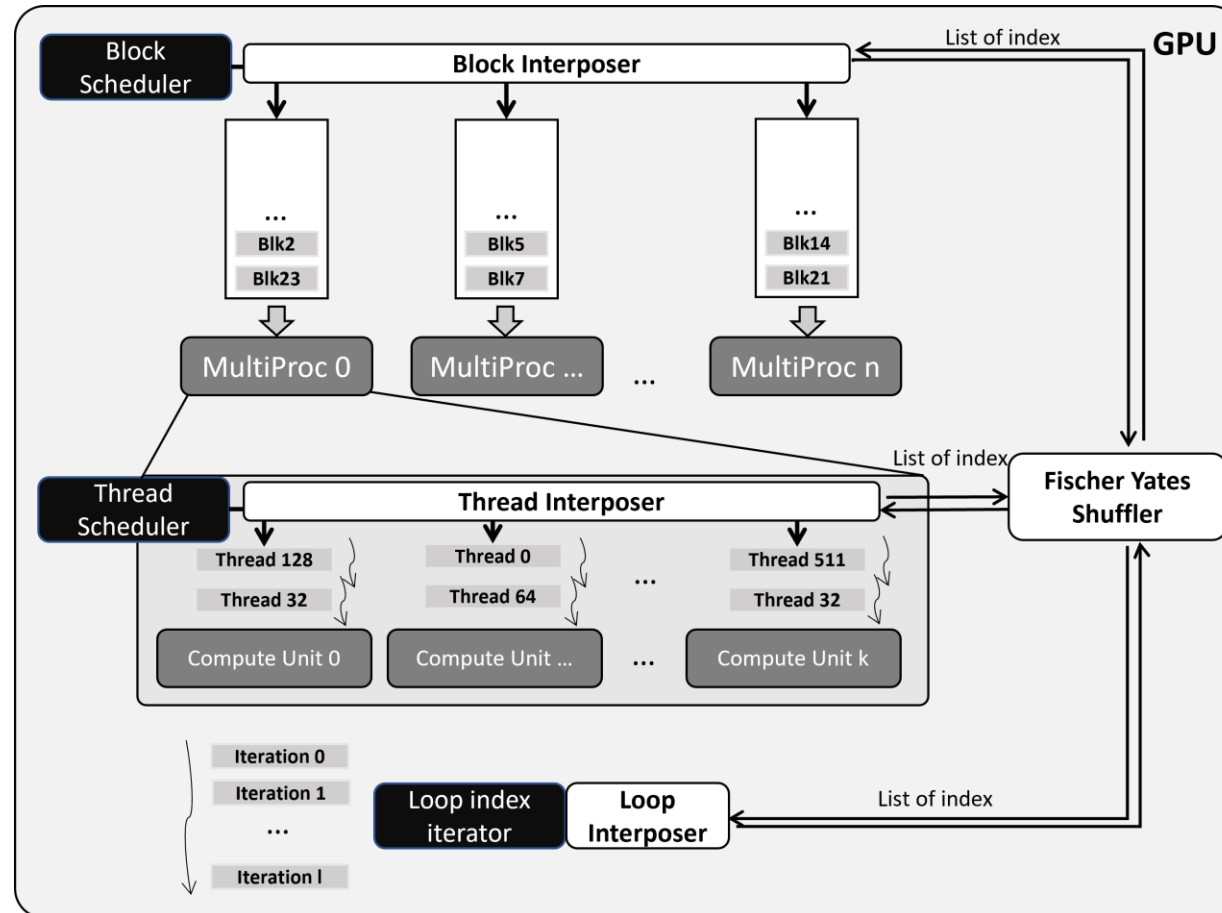 List of index
GPU
Block
Scheduler
Block Interposer
...
...
...
Blk2
Blk5
Blk14
Blk23
Blk7
Blk21
MultiProc 0
MultiProc ...
...
MultiProc n
List of index
Fischer Yates
Shuffler
Thread
Scheduler
Thread Interposer
Thread 128
Thread 0
...
Thread 511
Thread 32
Thread 64
Thread 32
Compute Unit 0
Compute Unit ...
...
Compute Unit k
Iteration 0
Iteration 1
...
Iteration l
Loop index
iterator
Loop
Interposer
List of index